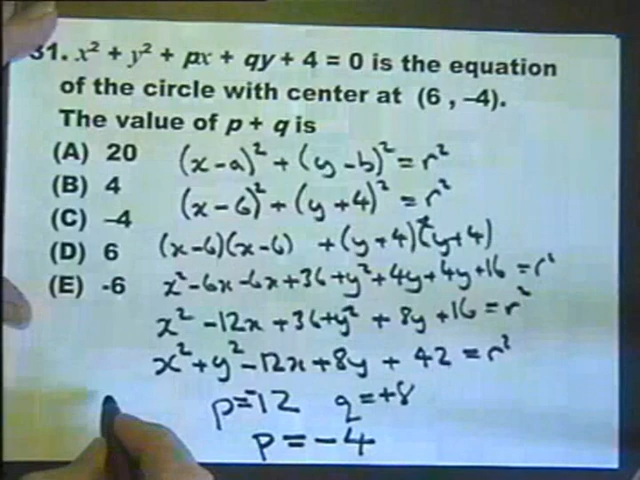 31. x² + y² + px + qy + 4 = 0 is the equation
of the circle with center at (6 , –4).
The value of p + q is
(A) 20
(B) 4
(C) –4
(D) 6
(E) -6
(x-a)² + (y-b)² = r²
(x-6)² + (y+4)² = r²
(x-6)(x-6) + (y+4)(y+4)
x²-6x-6x+36+y²+4y+4y+16 = r²
x² -12x +36+y² + 8y +16 = r²
x²+y²-12x+8y + 42 = r²
p=-12 q=+8
p = -4